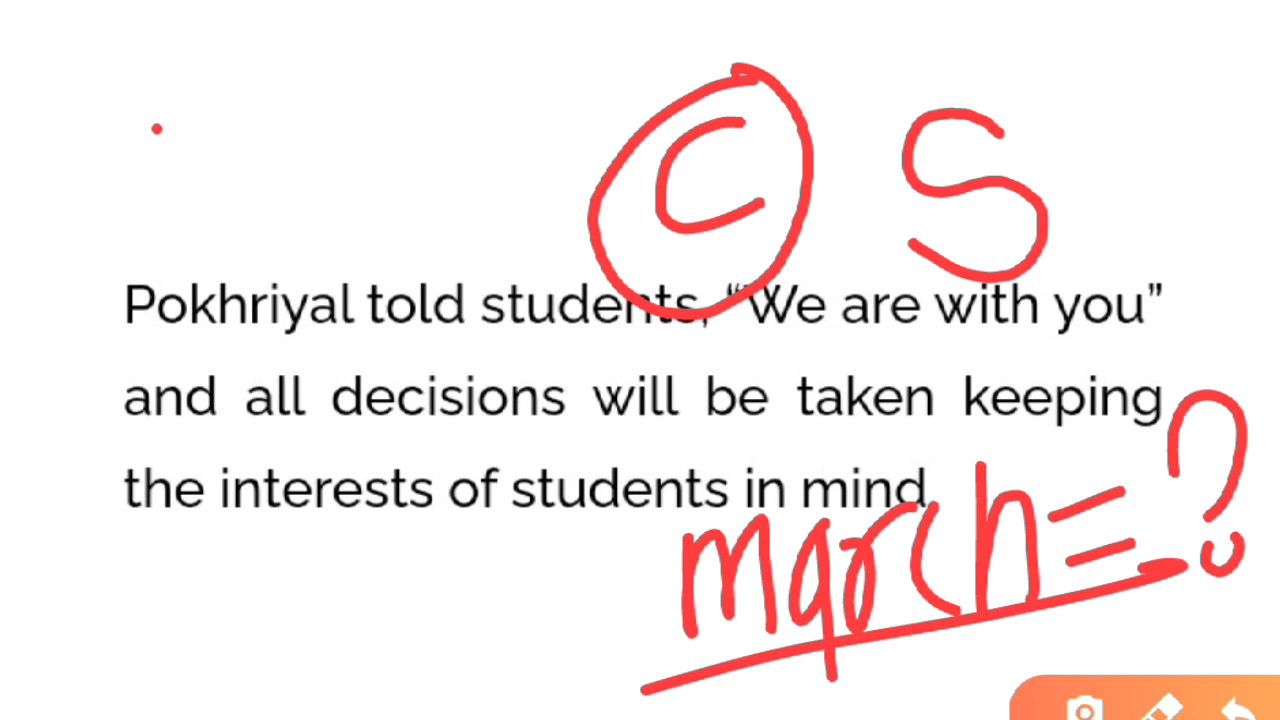 C S
Pokhriyal told students, “We are with you”
and all decisions will be taken keeping
the interests of students in mind
march = ?